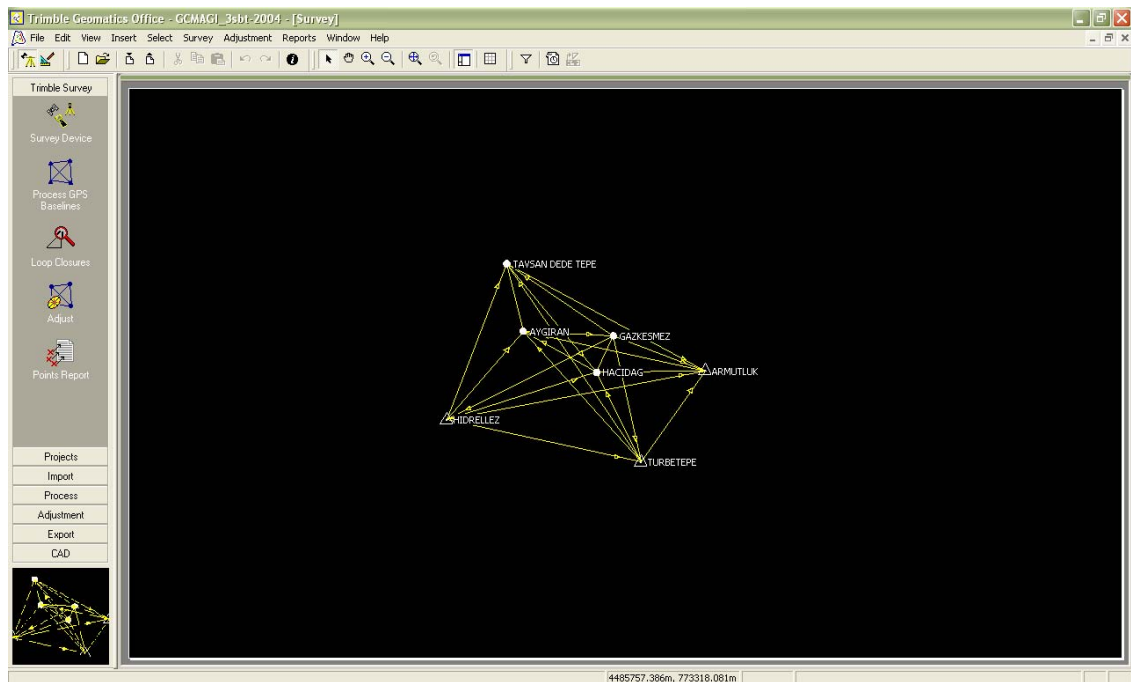 Trimble Geomatics Office - GCMAGI_3sbt-2004 - [Survey]
File Edit View Insert Select Survey Adjustment Reports Window Help
Trimble Survey
Survey Device
Process GPS
Baselines
Loop Closures
Adjust
Points Report
Projects
Import
Process
Adjustment
Export
CAD
TAVSAN DEDE TEPE
AYGIRAN
GAZKESMEZ
HACIDAG
ARMUTLUK
HIDRELLEZ
TURBETEPE
4485757.386m, 773318.081m